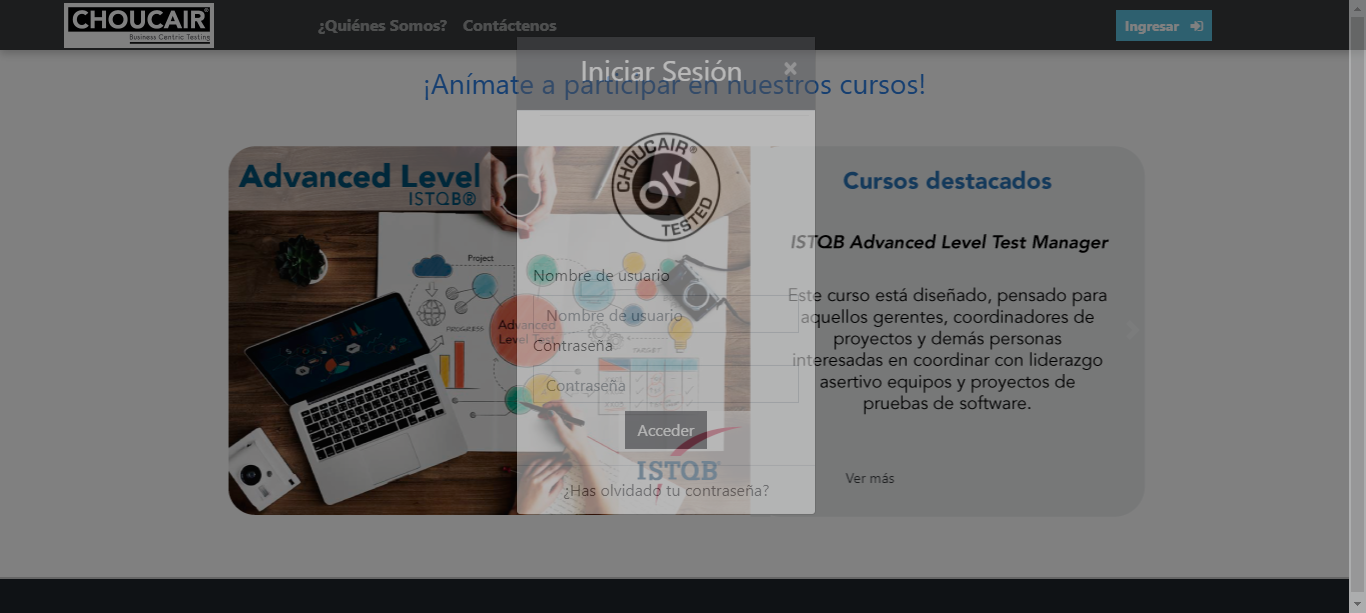 CHOUCAIR®
Business Centric Testing
¿Quiénes Somos?
Contáctenos
Ingresar
Iniciar Sesión
×
¡Anímate a participar en nuestros cursos!
Advanced Level
ISTQB®
Project
PROGRESS
Advanced
Level Test
TARGET
ISTQB
CHOUCAIR®
OK
TESTED
Nombre de usuario
Nombre de usuario
Contraseña
Contraseña
Acceder
¿Has olvidado tu contraseña?
Cursos destacados
ISTQB Advanced Level Test Manager
Este curso está diseñado, pensado para
aquellos gerentes, coordinadores de
proyectos y demás personas
interesadas en coordinar con liderazgo
asertivo equipos y proyectos de
pruebas de software.
Ver más